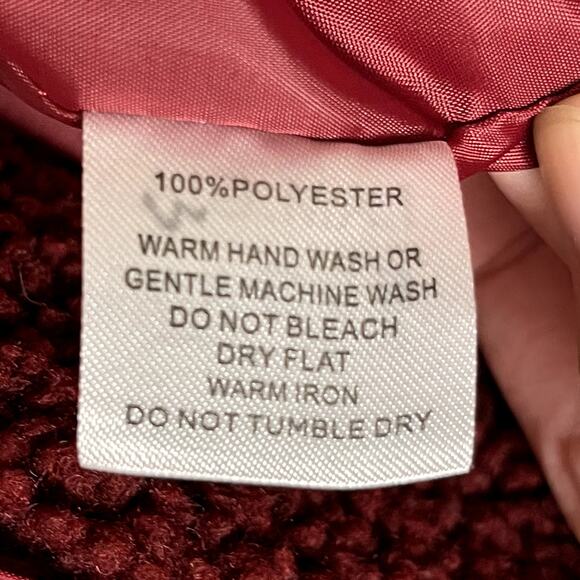 100%POLYESTER
WARM HAND WASH OR
GENTLE MACHINE WASH
DO NOT BLEACH
DRY FLAT
WARM IRON
DO NOT TUMBLE DRY